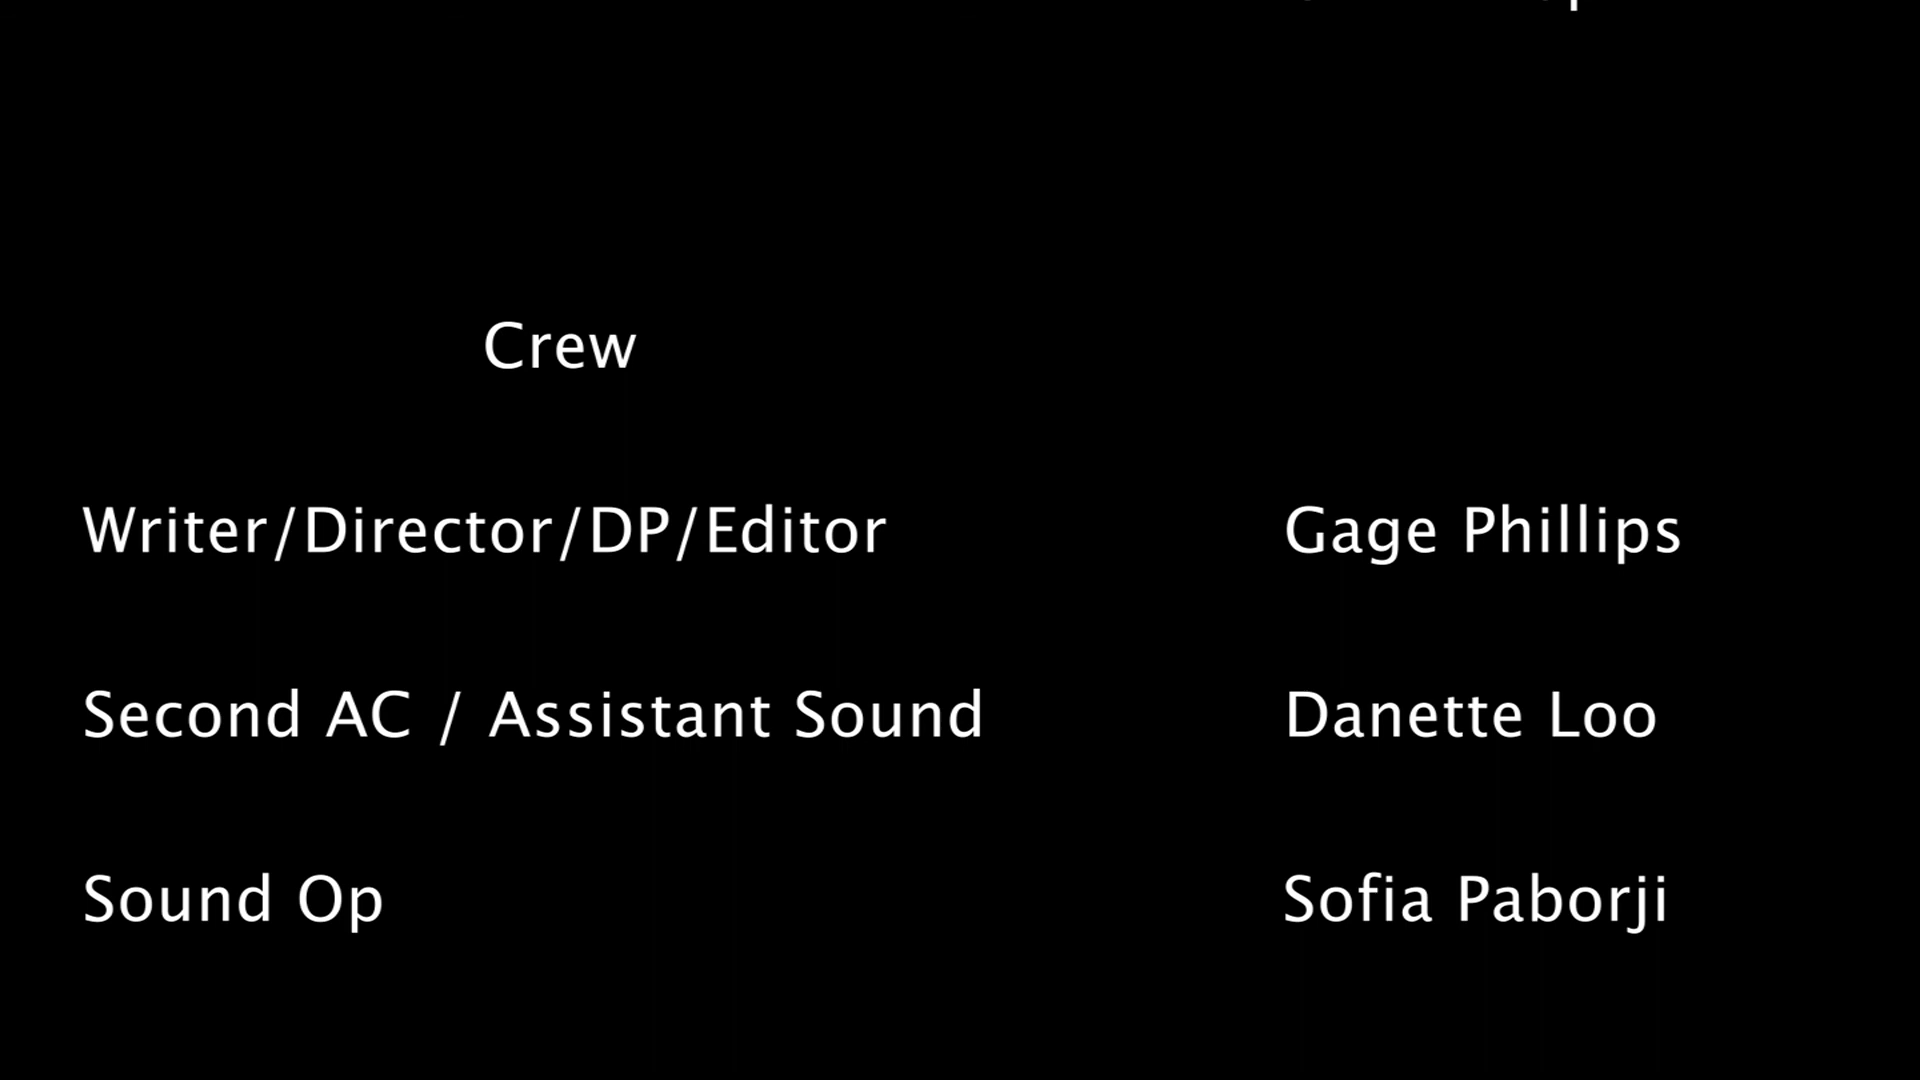 Crew
Writer/Director/DP/Editor Gage Phillips
Second AC / Assistant Sound Danette Loo
Sound Op Sofia Paborji